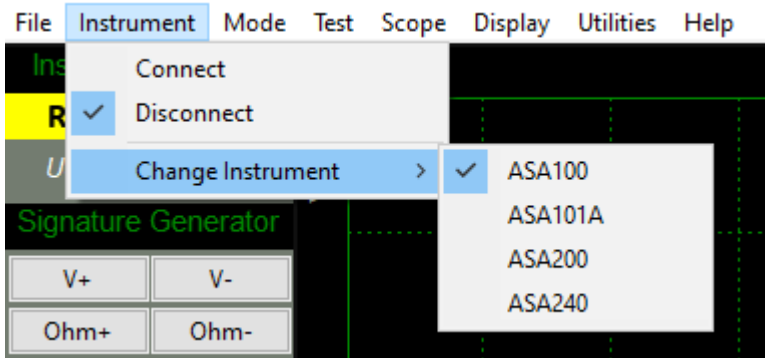 File Instrument Mode Test Scope Display Utilities Help
Ins
Connect
R
Disconnect
U
Change Instrument >
ASA100
ASA101A
ASA200
ASA240
Signature Generator
V+ V-
Ohm+ Ohm-